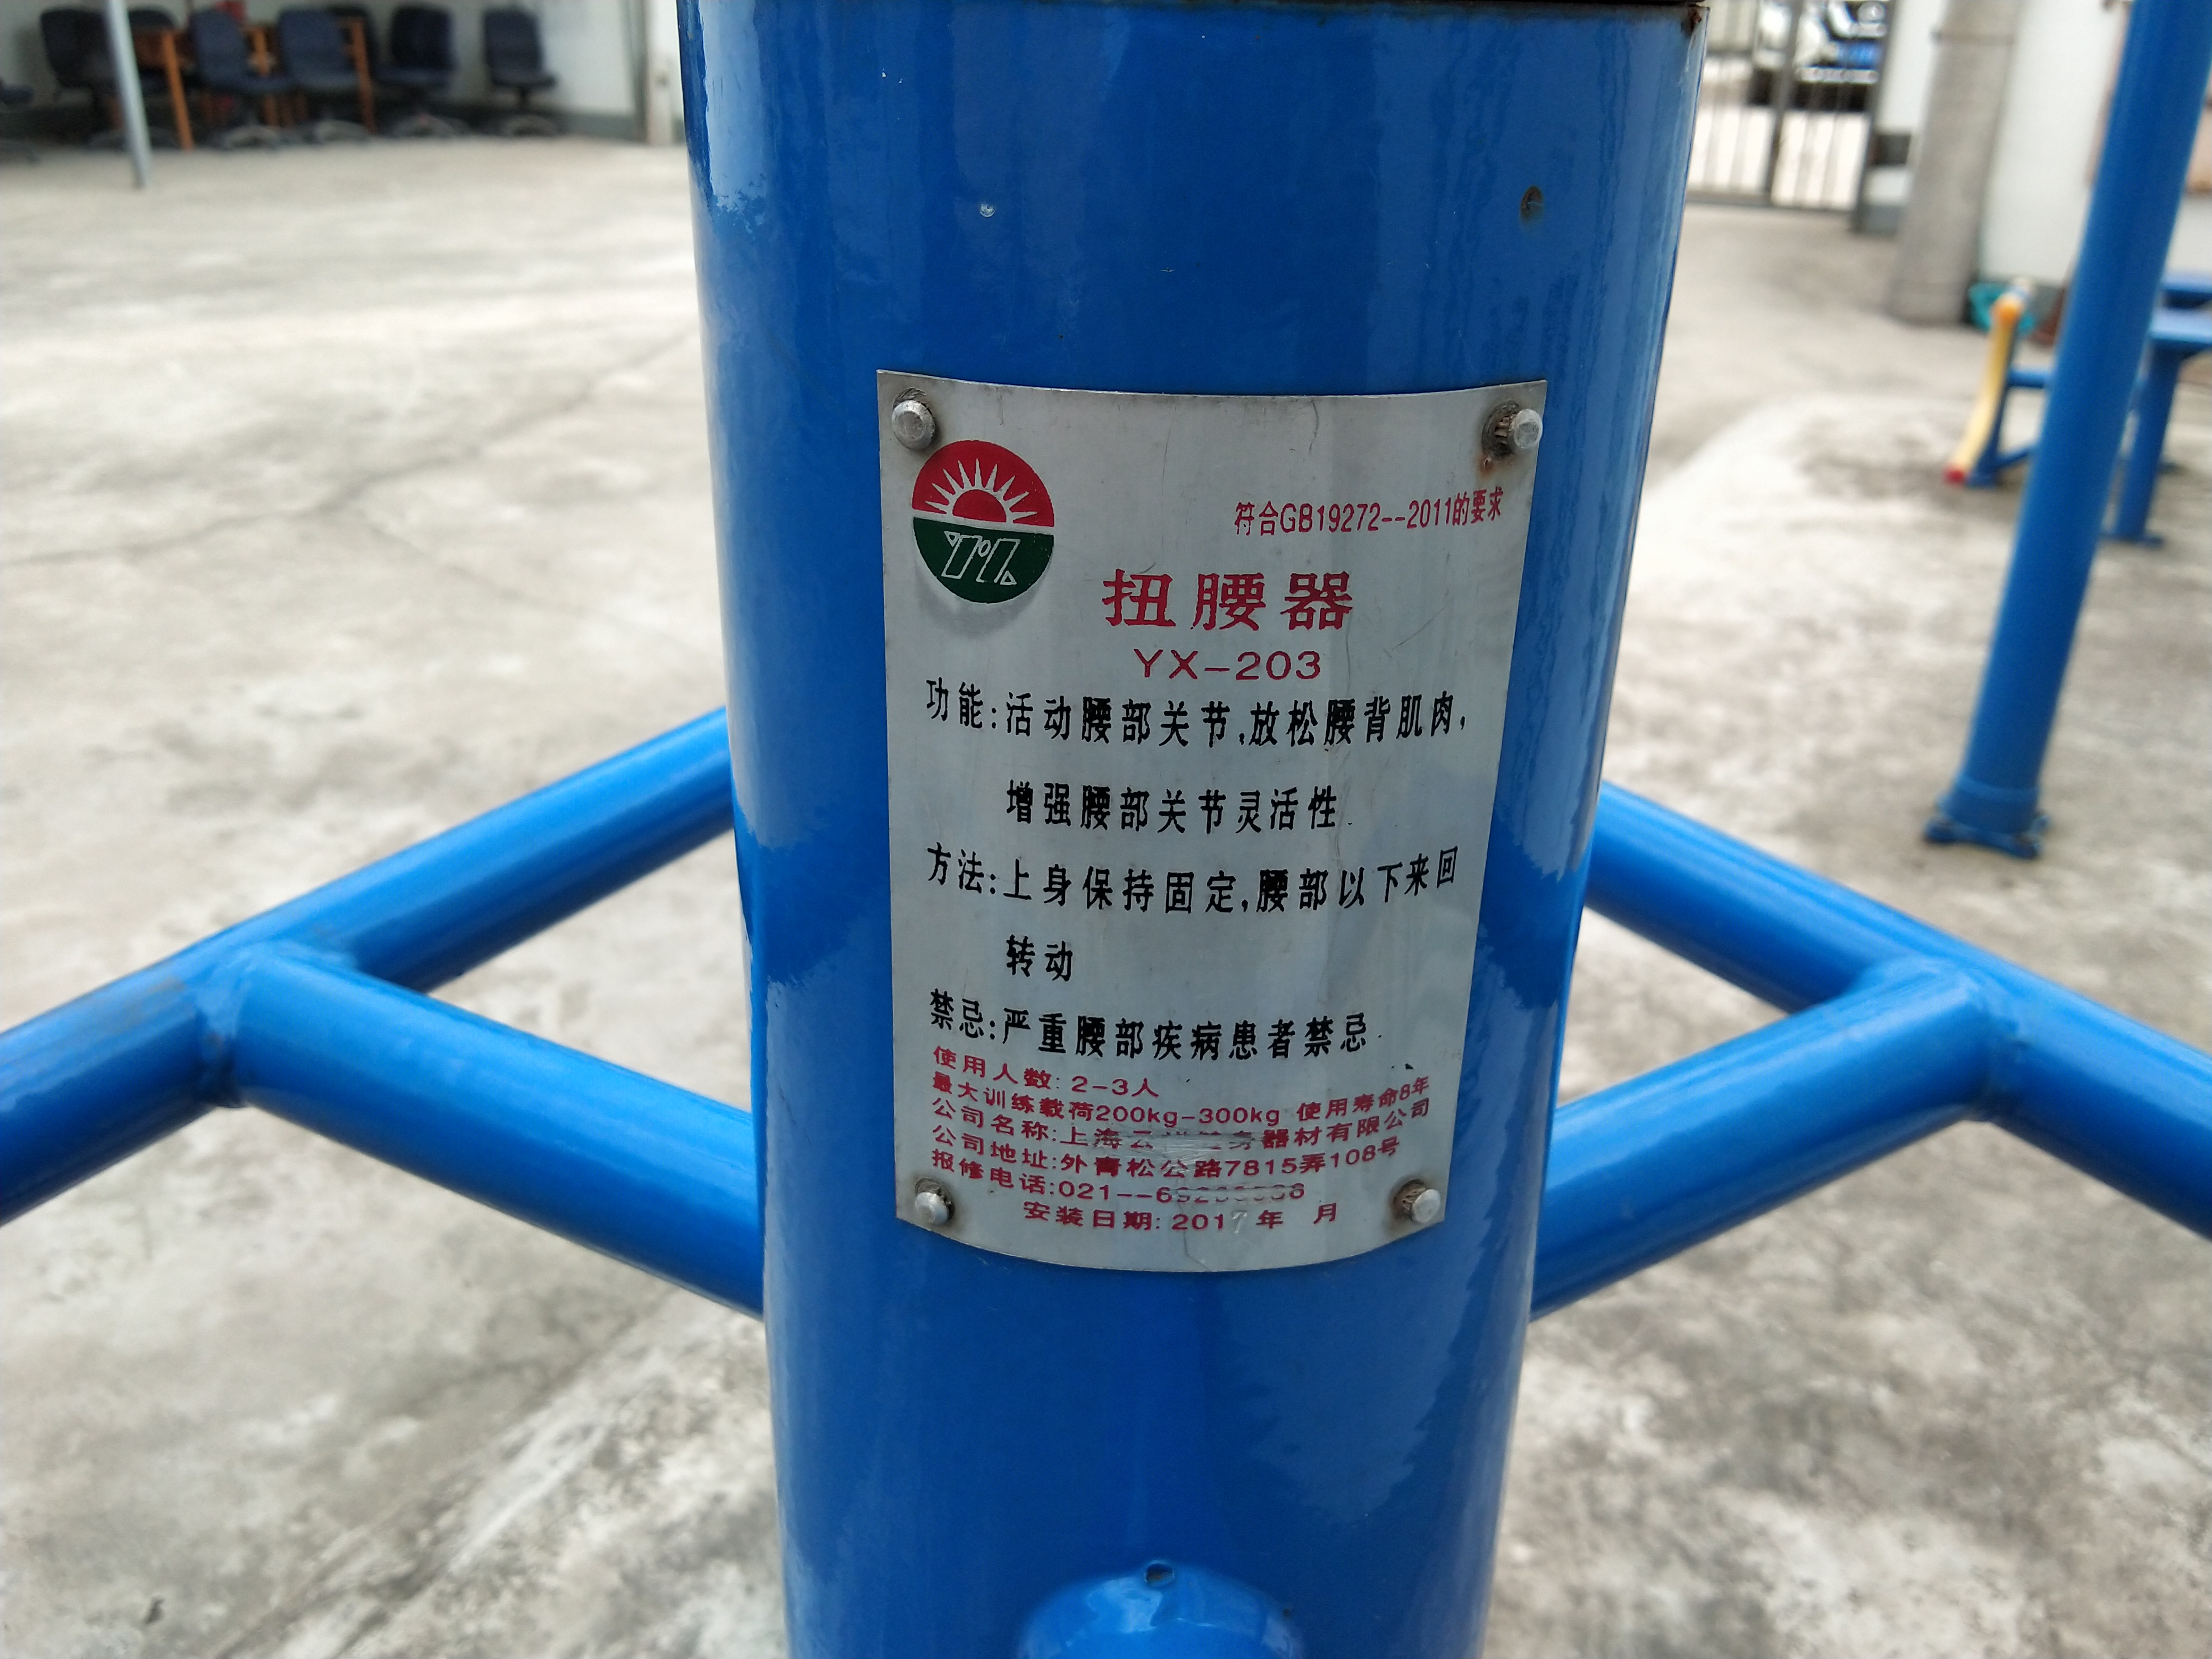 符合GB19272--2011的要求
扭腰器
YX-203
功能:活动腰部关节,放松腰背肌肉,
增强腰部关节灵活性.
方法:上身保持固定,腰部以下来回
转动
禁忌:严重腰部疾病患者禁忌.
使用人数: 2-3人
最大训练载荷200kg-300kg 使用寿命8年
公司名称:上海 器材有限公司
公司地址:外青松公路7815弄108号
报修电话:021--
安装日期: 2017年 月